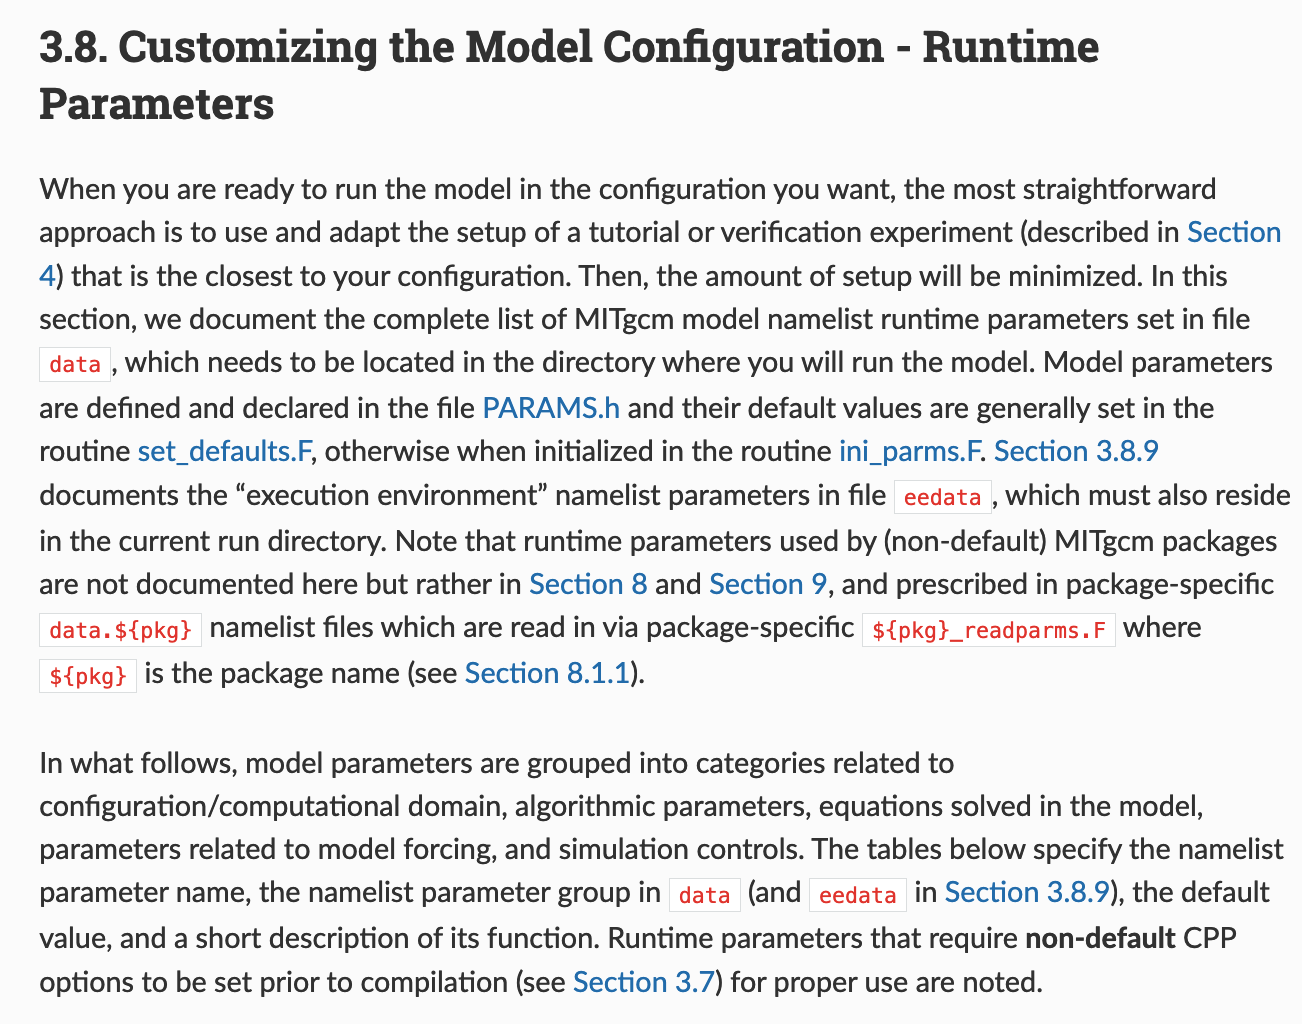 3.8. Customizing the Model Configuration - Runtime
Parameters
When you are ready to run the model in the configuration you want, the most straightforward
approach is to use and adapt the setup of a tutorial or verification experiment (described in Section
4) that is the closest to your configuration. Then, the amount of setup will be minimized. In this
section, we document the complete list of MITgcm model namelist runtime parameters set in file
data, which needs to be located in the directory where you will run the model. Model parameters
are defined and declared in the file PARAMS.h and their default values are generally set in the
routine set_defaults.F, otherwise when initialized in the routine ini_parms.F. Section 3.8.9
documents the “execution environment” namelist parameters in file eedata, which must also reside
in the current run directory. Note that runtime parameters used by (non-default) MITgcm packages
are not documented here but rather in Section 8 and Section 9, and prescribed in package-specific
data.${pkg} namelist files which are read in via package-specific ${pkg}_readparms.F where
${pkg} is the package name (see Section 8.1.1).
In what follows, model parameters are grouped into categories related to
configuration/computational domain, algorithmic parameters, equations solved in the model,
parameters related to model forcing, and simulation controls. The tables below specify the namelist
parameter name, the namelist parameter group in data (and eedata in Section 3.8.9), the default
value, and a short description of its function. Runtime parameters that require non-default CPP
options to be set prior to compilation (see Section 3.7) for proper use are noted.